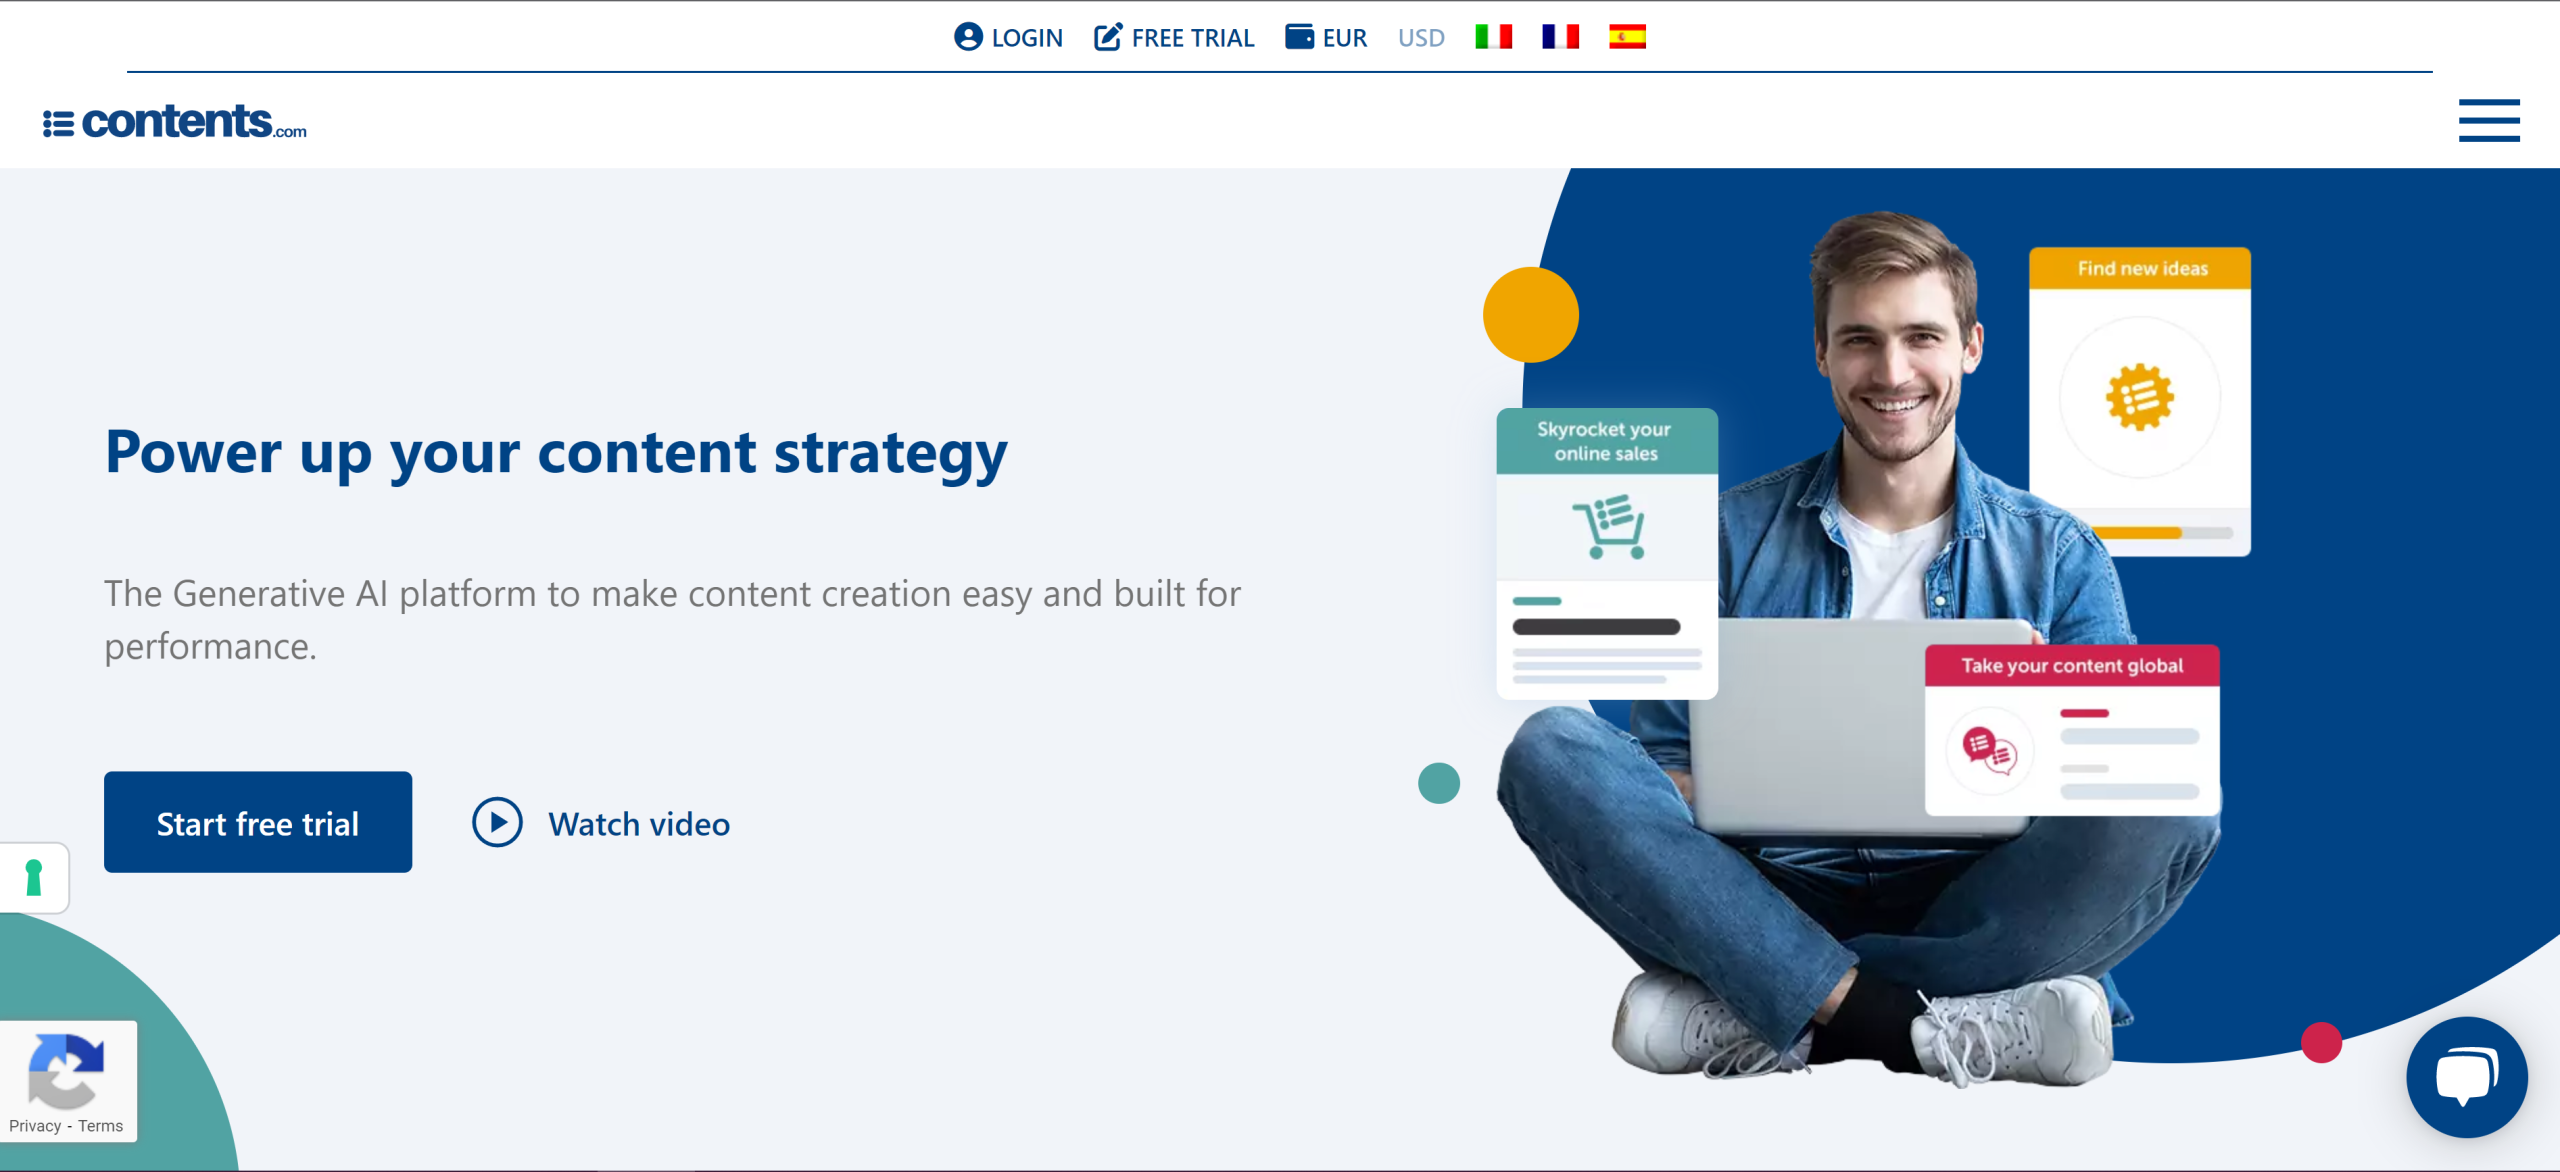 LOGIN FREE TRIAL EUR USD
contents.com
Power up your content strategy
The Generative AI platform to make content creation easy and built for
performance.
Start free trial
Watch video
Find new ideas
Skyrocket your
online sales
Take your content global
Privacy - Terms